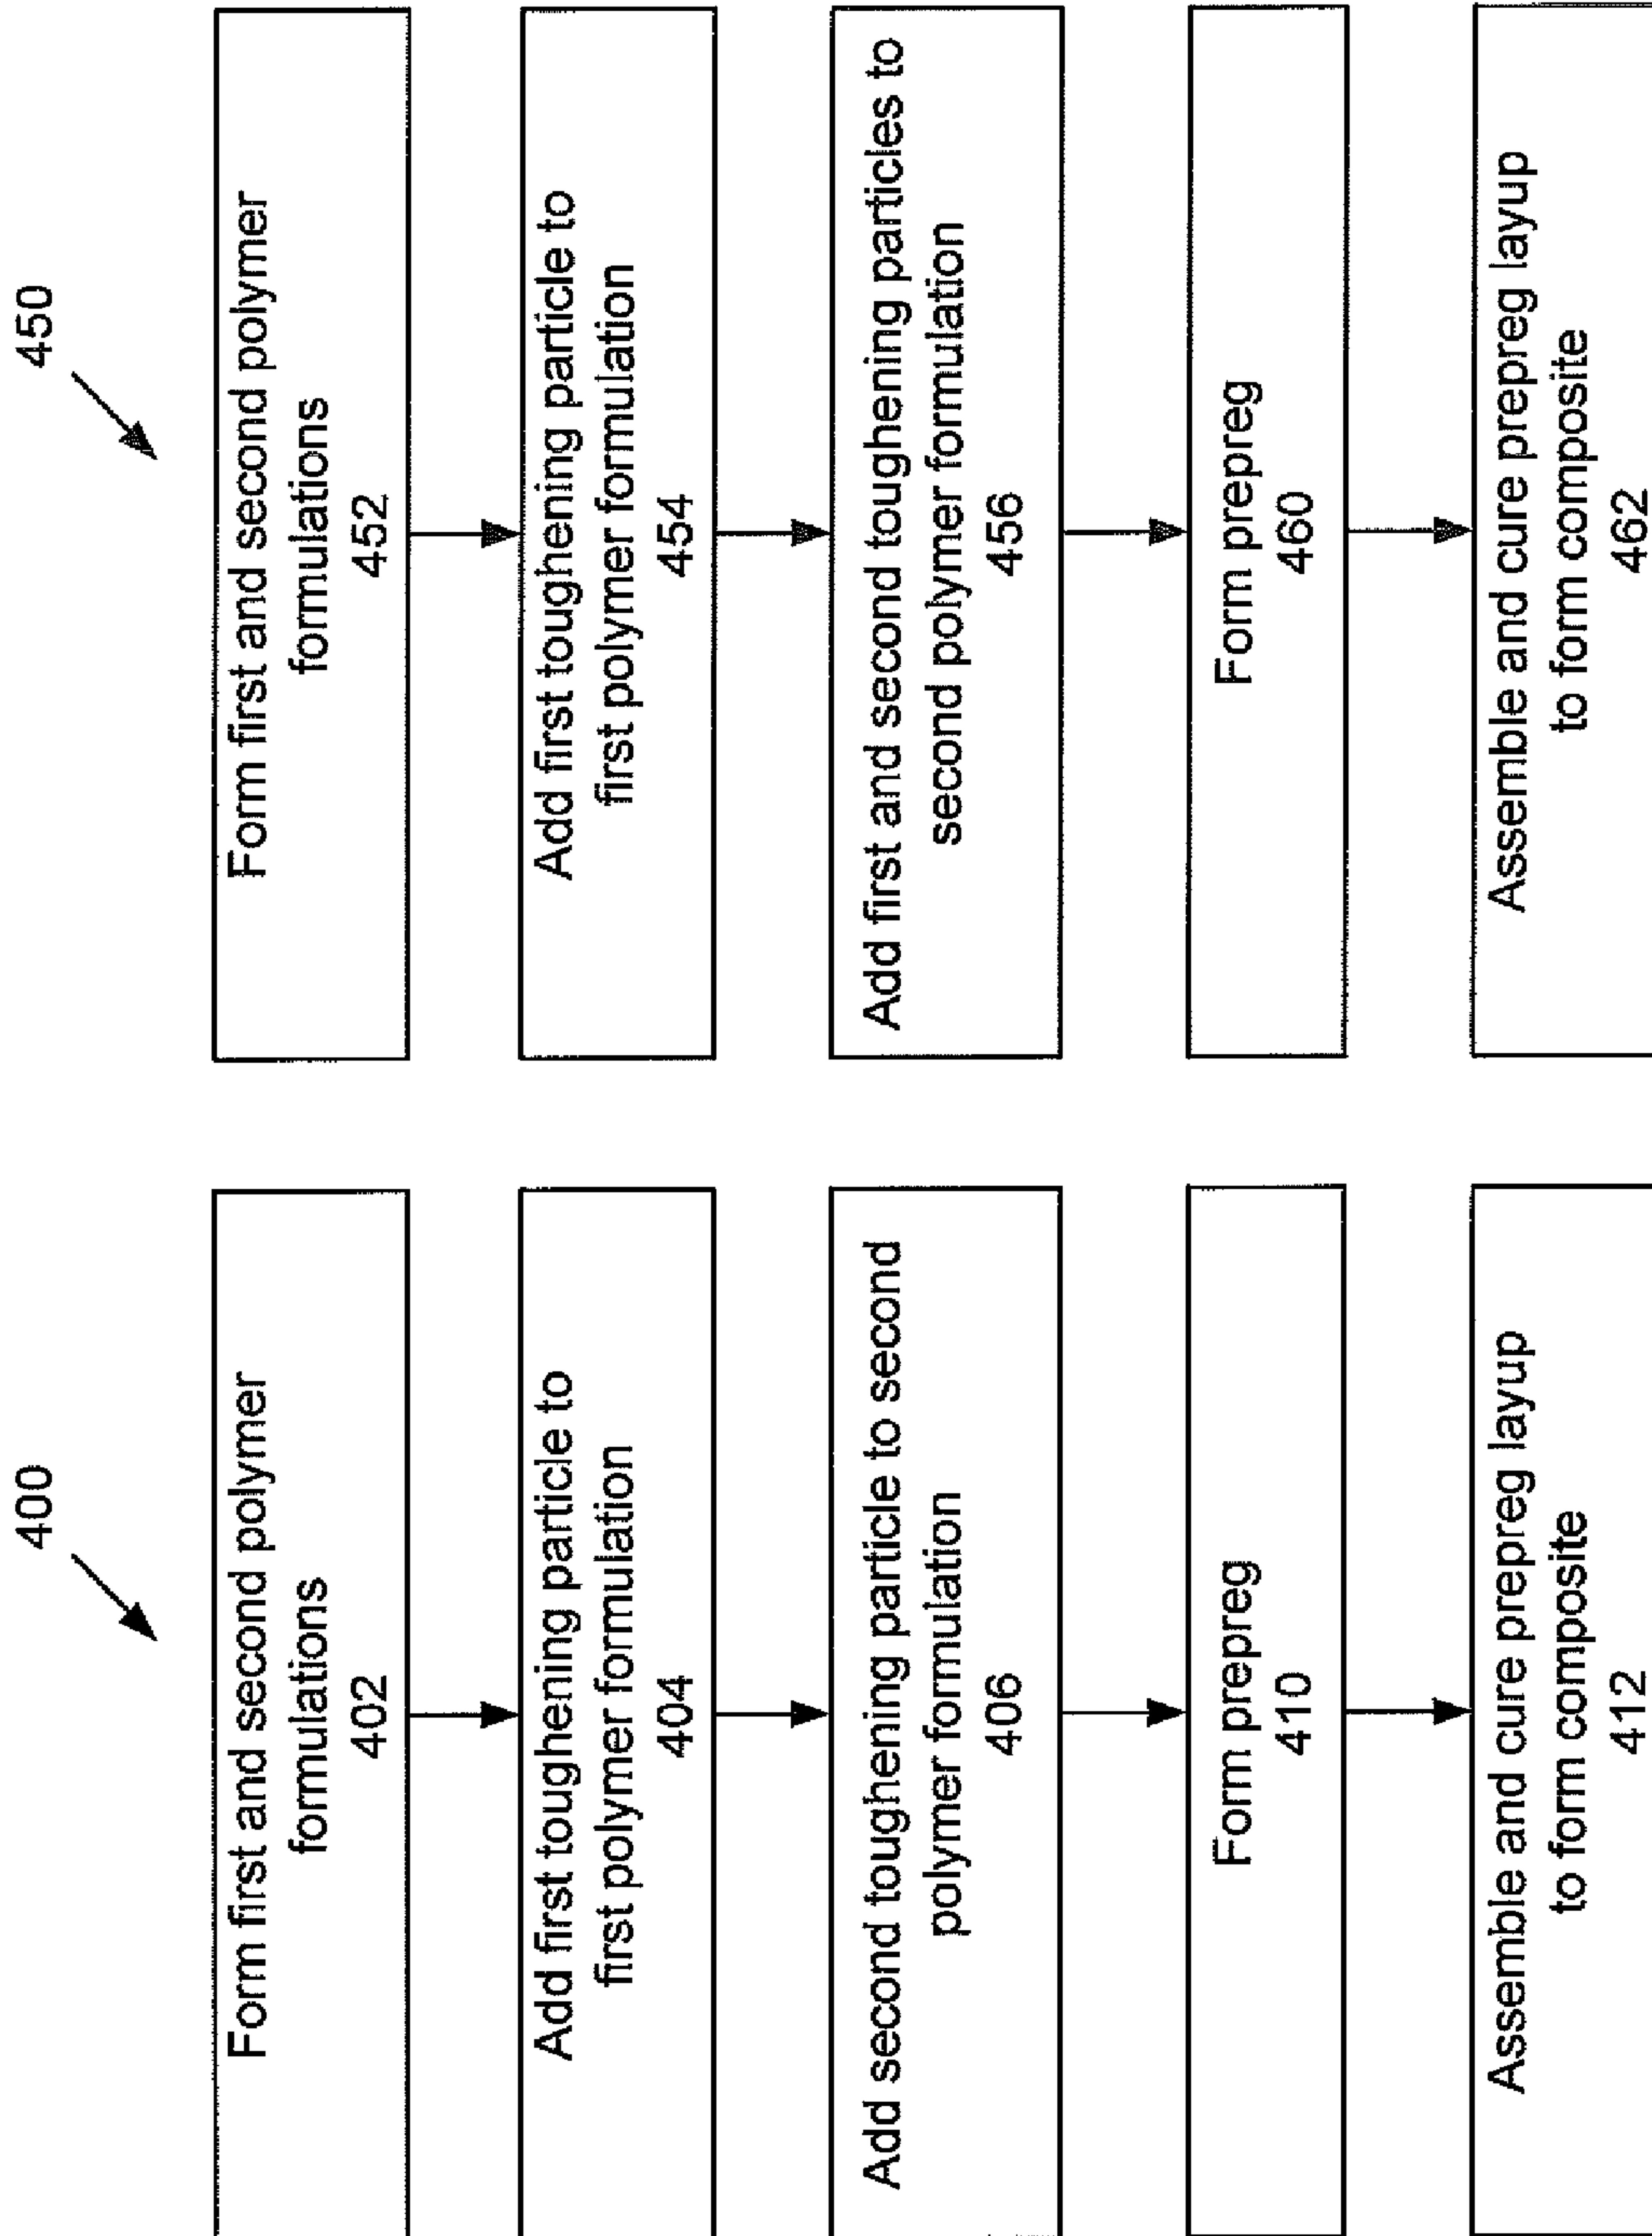 400
Form first and second polymer
formulations
402
Add first toughening particle to
first polymer formulation
404
Add second toughening particle to second
polymer formulation
406
Form prepreg
410
Assemble and cure prepreg layup
to form composite
412
450
Form first and second polymer
formulations
452
Add first toughening particle to
first polymer formulation
454
Add first and second toughening particles to
second polymer formulation
456
Form prepreg
460
Assemble and cure prepreg layup
to form composite
462